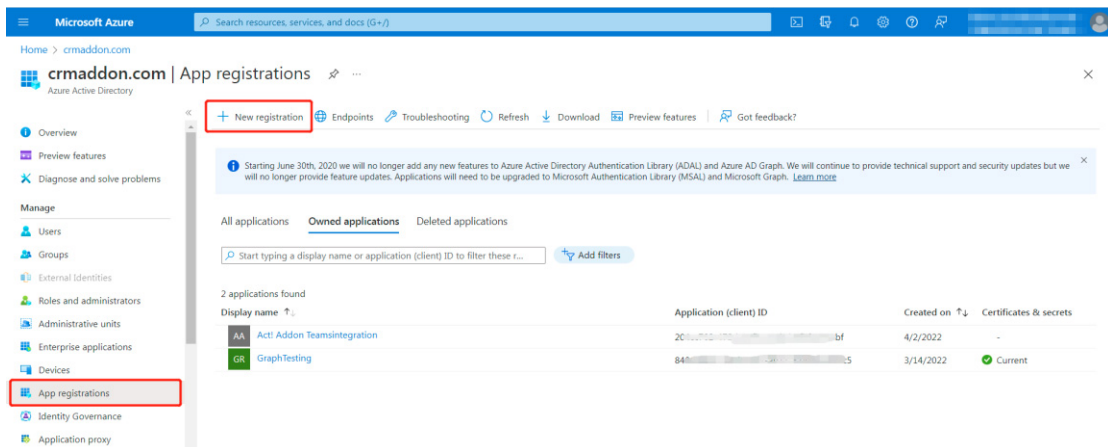 Microsoft Azure
Search resources, services, and docs (G+/)
Home > crmaddon.com
crmaddon.com | App registrations
Azure Active Directory
Overview
Preview features
Diagnose and solve problems
Manage
Users
Groups
External Identities
Roles and administrators
Administrative units
Enterprise applications
Devices
App registrations
Identity Governance
Application proxy
New registration Endpoints Troubleshooting Refresh Download Preview features Got feedback?
Starting June 30th, 2020 we will no longer add any new features to Azure Active Directory Authentication Library (ADAL) and Azure AD Graph. We will continue to provide technical support and security updates but we
will no longer provide feature updates. Applications will need to be upgraded to Microsoft Authentication Library (MSAL) and Microsoft Graph. Learn more
All applications Owned applications Deleted applications
Start typing a display name or application (client) ID to filter these r...
Add filters
2 applications found
Display name Application (client) ID Created on Certificates & secrets
AA Act! Addon Teamsintegration bf 4/2/2022 -
GR GraphTesting 3/14/2022 Current